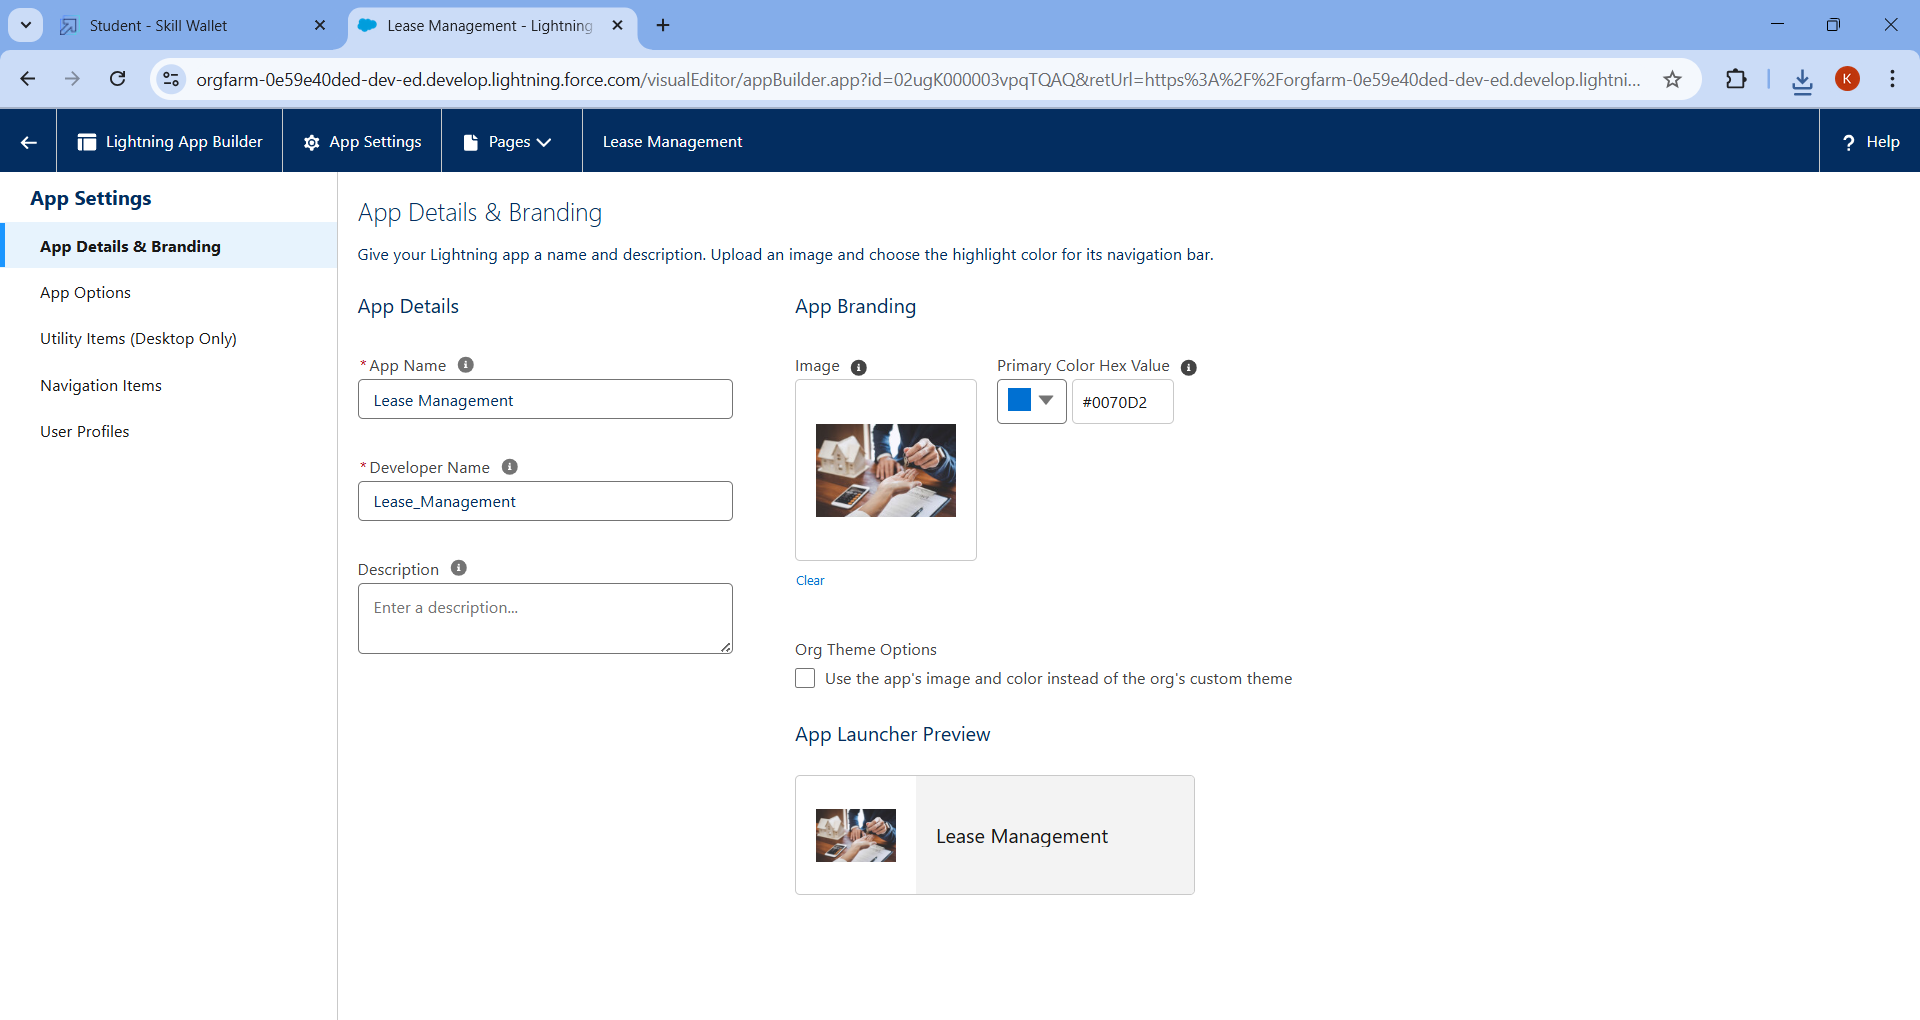 Student - Skill Wallet
Lease Management - Lightning
orgfarm-0e59e40ded-dev-ed.develop.lightning.force.com/visualEditor/appBuilder.app?id=02ugK000003vpqTQAQ&retUrl=https%3A%2F%2Forgfarm-0e59e40ded-dev-ed.develop.lightni...
K
Lightning App Builder
App Settings
Pages
Lease Management
? Help
App Settings
App Details & Branding
App Options
Utility Items (Desktop Only)
Navigation Items
User Profiles
App Details & Branding
Give your Lightning app a name and description. Upload an image and choose the highlight color for its navigation bar.
App Details
*App Name
Lease Management
*Developer Name
Lease_Management
Description
Enter a description...
App Branding
Image
Primary Color Hex Value
#0070D2
Clear
Org Theme Options
Use the app's image and color instead of the org's custom theme
App Launcher Preview
Lease Management